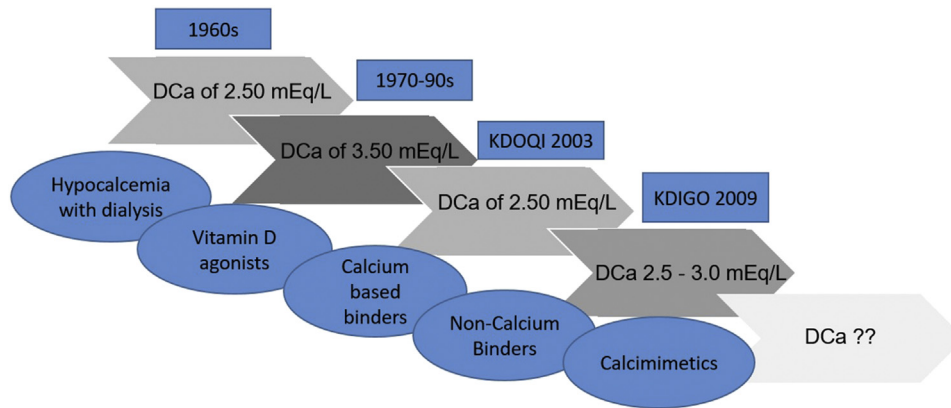 1960s
DCa of 2.50 mEq/L
1970-90s
DCa of 3.50 mEq/L
KDOQI 2003
DCa of 2.50 mEq/L
KDIGO 2009
DCa 2.5 - 3.0 mEq/L
DCa ??
Hypocalcemia
with dialysis
Vitamin D
agonists
Calcium
based
binders
Non-Calcium
Binders
Calcimimetics